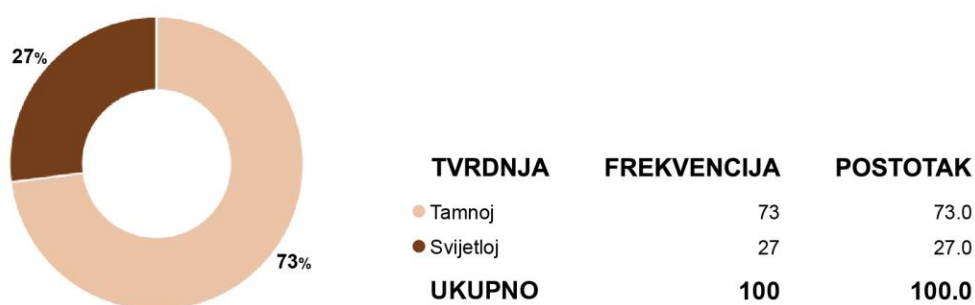 27%
73%
TVRDNJA FREKVENCIJA POSTOTAK
Tamnoj 73 73.0
Svijetloj 27 27.0
UKUPNO 100 100.0